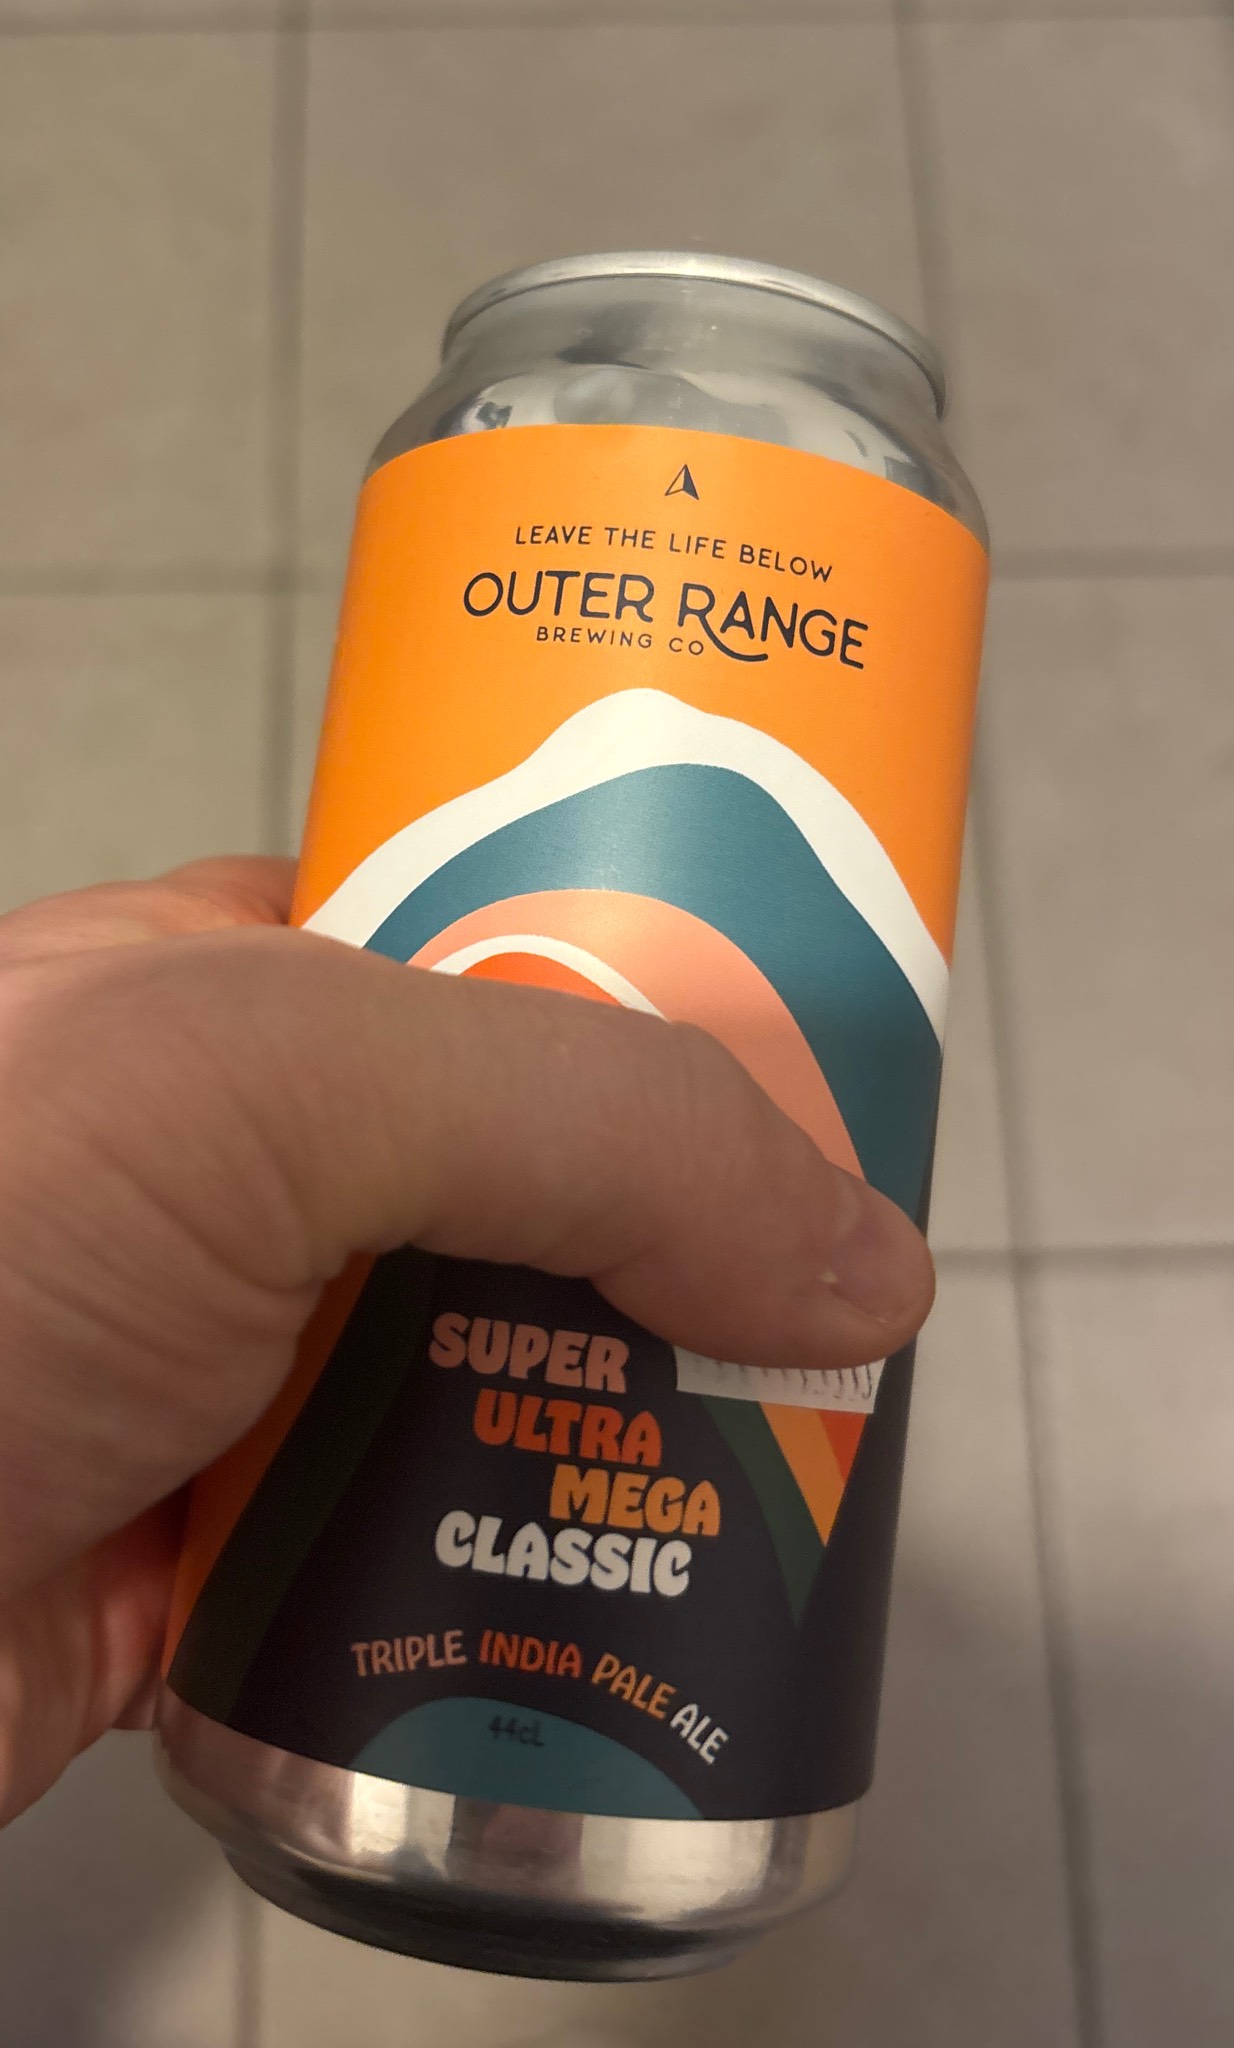 LEAVE THE LIFE BELOW
OUTER RANGE
BREWING CO
SUPER
ULTRA
MEGA
CLASSIC
TRIPLE INDIA PALE ALE
44cL